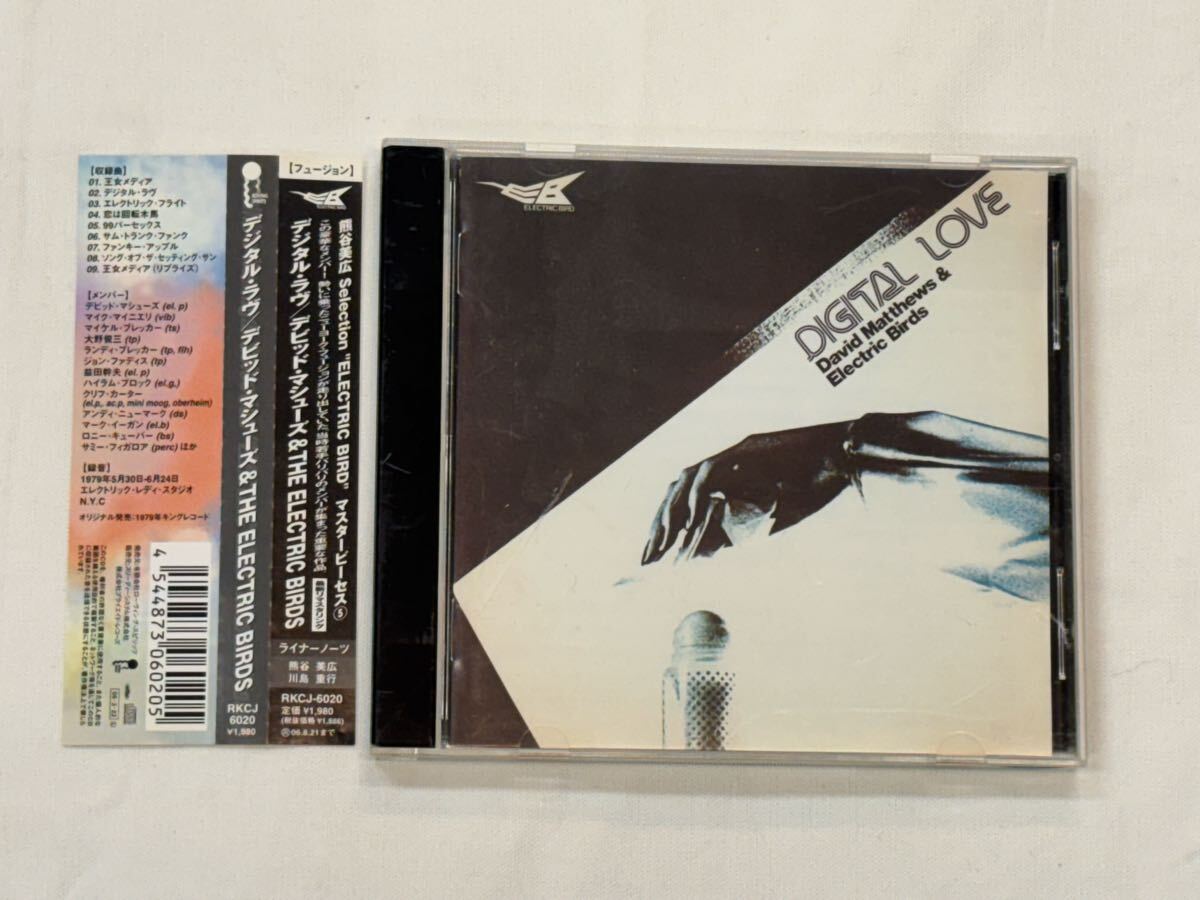 【収録曲】
01. 王女メディア
02. デジタル・ラヴ
03. エレクトリック・フライト
04. 恋は回転木馬
05. 99パーセックス
06. サム・トランク・ファンク
07. ファンキー・アップル
08. ソング・オブ・ザ・セッティング・サン
09. 王女メディア (リプライズ)
【メンバー】
デビッド・マシューズ (el. p)
マイク・マイニエリ (vib)
マイケル・ブレッカー (ts)
大野俊三 (tp)
ランディ・ブレッカー (tp, flh)
ジョン・ファディス (tp)
益田幹夫 (el. p)
ハイラム・ブロック (el.g,)
クリフ・カーター
(el.p,, ac.p, mini moog, oberheim)
アンディ・ニューマーク (ds)
マーク・イーガン (el.b)
ロニー・キューバー (bs)
サミー・フィガロア (perc) ほか
【録音】
1979年5月30日-6月24日
エレクトリック・レディ・スタジオ
N.Y.C
オリジナル発売:1979年キングレコード
4 544873 060205
デジタル・ラヴ/デビッド・マシューズ&THE ELECTRIC BIRDS
RKCJ
6020
¥1,980
【フュージョン】
ELECTRIC BIRD
熊谷美広 Selection "ELECTRIC BIRD" マスターピーセス⑤
デジタル・ラヴ/デビッド・マシューズ&THE ELECTRIC BIRDS
ライナーノーツ
熊谷 美広
川島 重行
RKCJ-6020
定価¥1,980
(税抜価格¥1,886)
06.8.21まで
ELECTRIC BIRD
DIGITAL LOVE
David Matthews &
Electric Birds